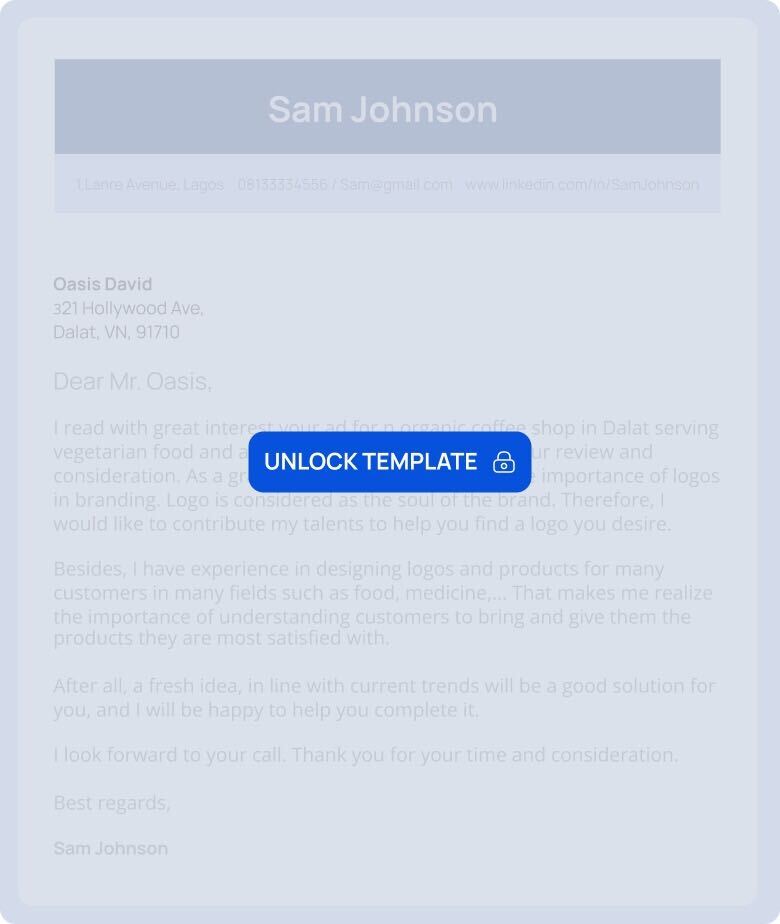 Sam Johnson
1 Lanre Avenue, Lagos 08133334556 / Sam@gmail.com www.linkedin.com/in/SamJohnson
Oasis David
321 Hollywood Ave,
Dalat, VN, 91710
Dear Mr. Oasis,
I read with great interest your ad for n organic coffee shop in Dalat serving
vegetarian food and a ur review and
UNLOCK TEMPLATE
consideration. As a gr importance of logos
in branding. Logo is considered as the soul of the brand. Therefore, I
would like to contribute my talents to help you find a logo you desire.
Besides, I have experience in designing logos and products for many
customers in many fields such as food, medicine,... That makes me realize
the importance of understanding customers to bring and give them the
products they are most satisfied with.
After all, a fresh idea, in line with current trends will be a good solution for
you, and I will be happy to help you complete it.
I look forward to your call. Thank you for your time and consideration.
Best regards,
Sam Johnson